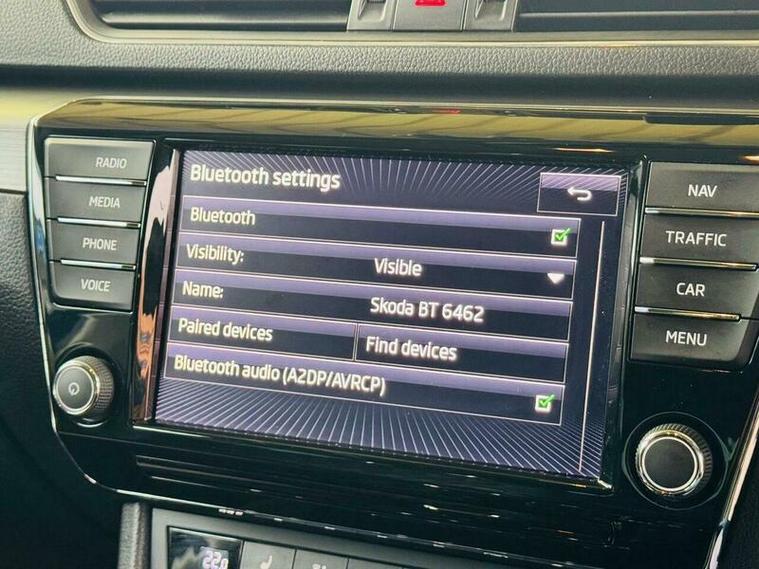 RADIO
MEDIA
PHONE
VOICE
Bluetooth settings
Bluetooth
Visibility: Visible
Name: Skoda BT 6462
Paired devices Find devices
Bluetooth audio (A2DP/AVRCP)
NAV
TRAFFIC
CAR
MENU